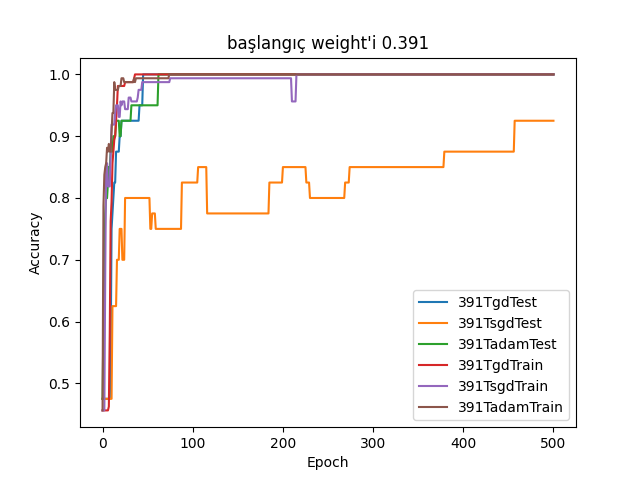 başlangıç weight'i 0.391
1.0
0.9
0.8
0.7
0.6
0.5
Accuracy
0
100
200
300
400
500
Epoch
391TgdTest
391TsgdTest
391TadamTest
391TgdTrain
391TsgdTrain
391TadamTrain